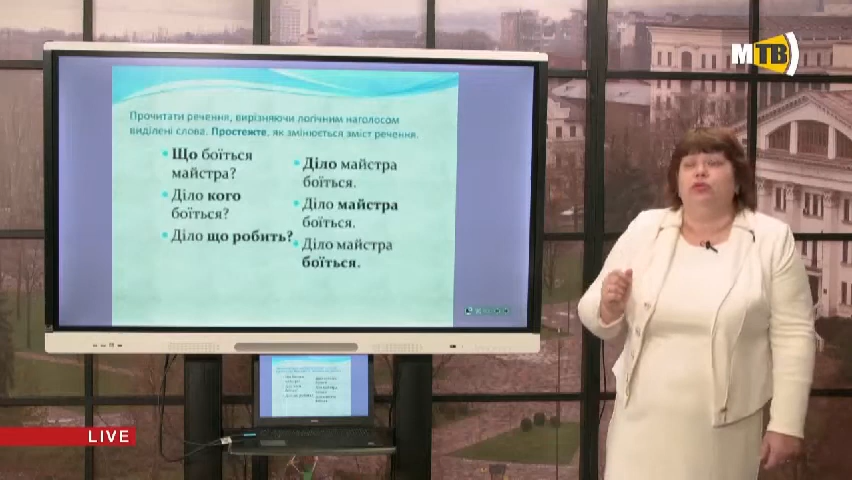 МТВ
Прочитати речення, вирізняючи логічним наголосом
виділені слова. Простежте, як змінюється зміст речення.
Що боїться
майстра?
Діло кого
боїться?
Діло що робить?
Діло майстра
боїться.
Діло майстра
боїться.
Діло майстра
боїться.
LIVE